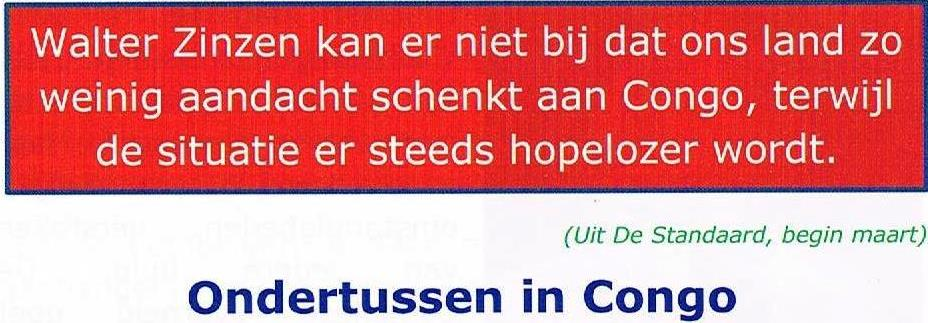 Walter Zinzen kan er niet bij dat ons land zo
weinig aandacht schenkt aan Congo, terwijl
de situatie er steeds hopelozer wordt.
(Uit De Standaard, begin maart)
Ondertussen in Congo